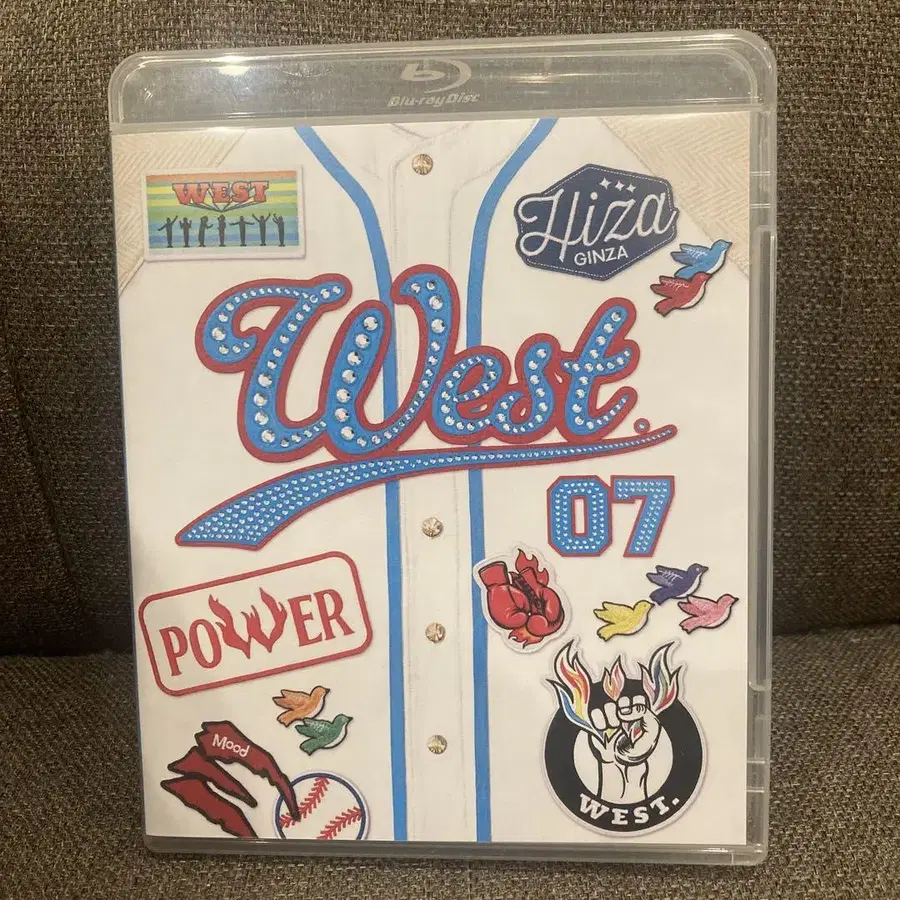 Blu-ray Disc
WEST
Hiza
GINZA
West.
07
POWER
Mood
WEST.